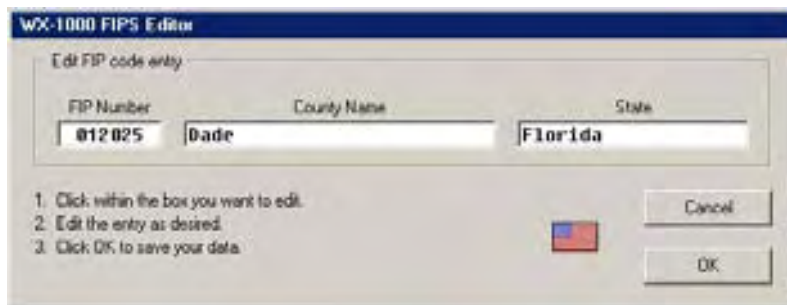 WX-1000 FIPS Editor
Edit FIP code entry
FIP Number County Name State
012025 Dade Florida
1. Click within the box you want to edit.
2. Edit the entry as desired.
3. Click OK to save your data.
Cancel
OK